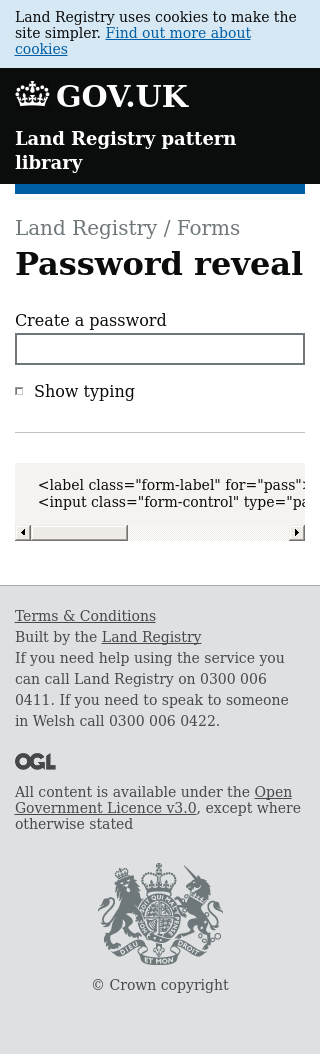 Land Registry uses cookies to make the
site simpler. Find out more about
cookies
GOV.UK
Land Registry pattern
library
Land Registry / Forms
Password reveal
Create a password
Show typing
<label class="form-label" for="pass">
<input class="form-control" type="pa
Terms & Conditions
Built by the Land Registry
If you need help using the service you
can call Land Registry on 0300 006
0411. If you need to speak to someone
in Welsh call 0300 006 0422.
OGL
All content is available under the Open
Government Licence v3.0, except where
otherwise stated
DIEU ET MON DROIT
© Crown copyright